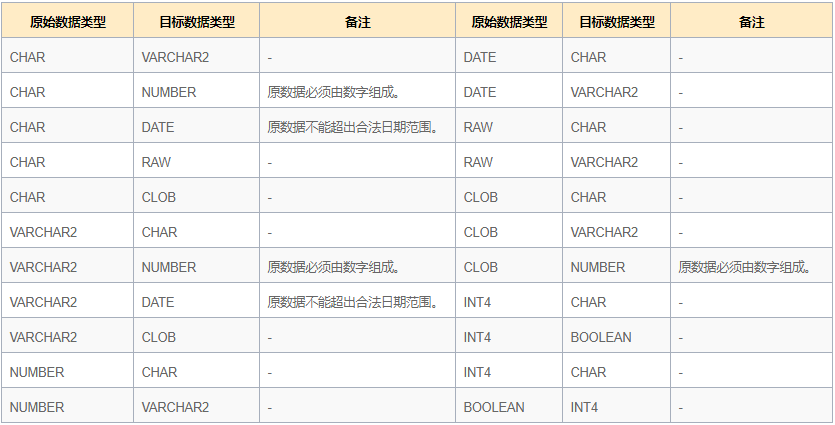 原始数据类型 目标数据类型 备注 原始数据类型 目标数据类型 备注
CHAR VARCHAR2 - DATE CHAR -
CHAR NUMBER 原数据必须由数字组成。 DATE VARCHAR2 -
CHAR DATE 原数据不能超出合法日期范围。 RAW CHAR -
CHAR RAW - RAW VARCHAR2 -
CHAR CLOB - CLOB CHAR -
VARCHAR2 CHAR - CLOB VARCHAR2 -
VARCHAR2 NUMBER 原数据必须由数字组成。 CLOB NUMBER 原数据必须由数字组成。
VARCHAR2 DATE 原数据不能超出合法日期范围。 INT4 CHAR -
VARCHAR2 CLOB - INT4 BOOLEAN -
NUMBER CHAR - INT4 CHAR -
NUMBER VARCHAR2 - BOOLEAN INT4 -